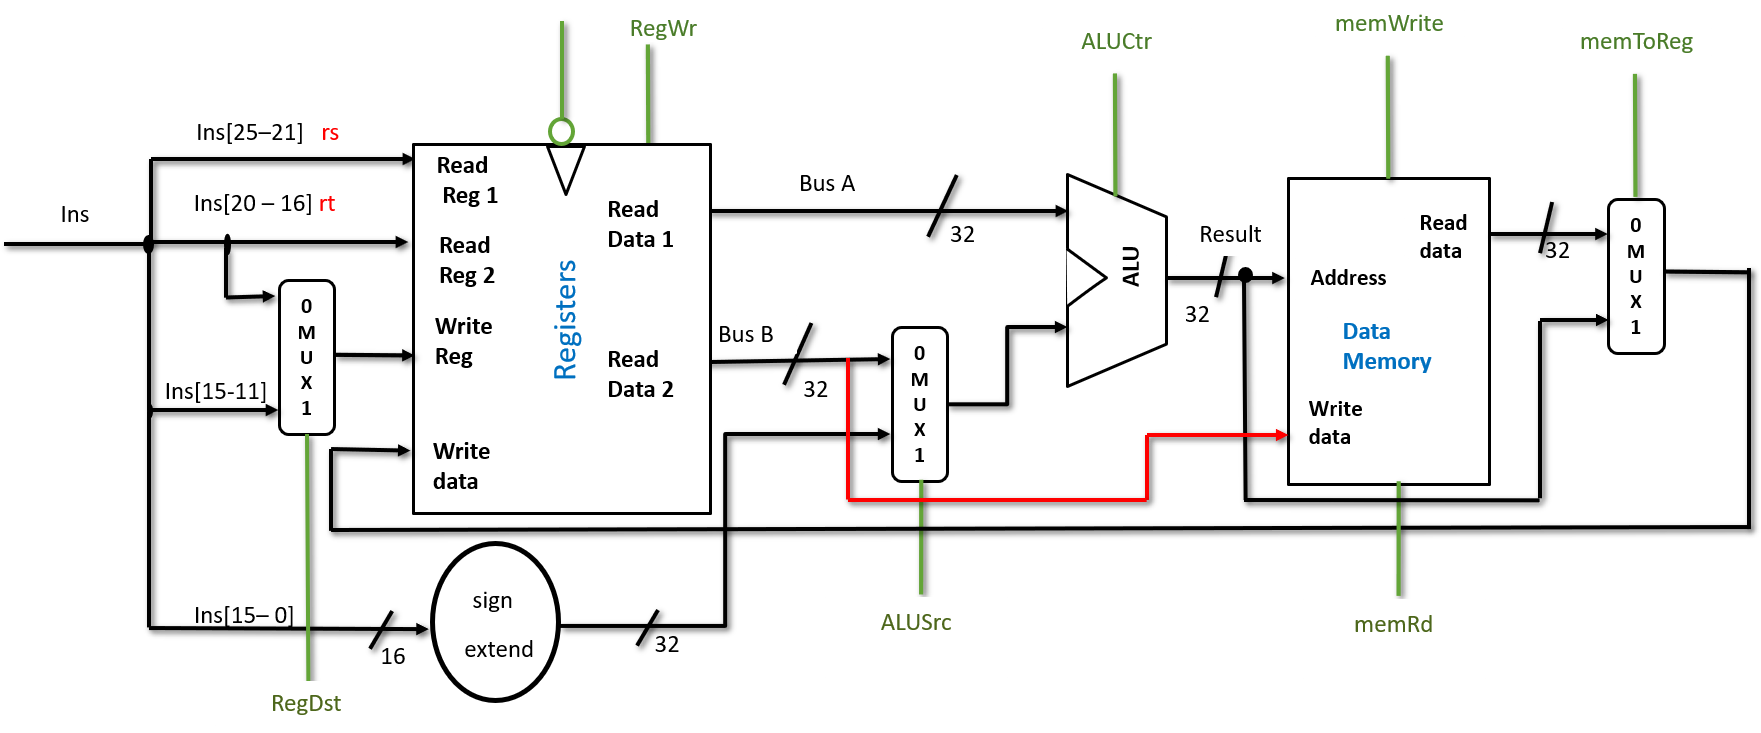 RegWr
ALUCtr
memWrite
memToReg
Ins[25–21] rs
Ins[20 – 16] rt
Ins
Ins[15-11]
Ins[15– 0]
16
RegDst
0
M
U
X
1
Read
Reg 1
Read
Reg 2
Write
Reg
Write
data
Registers
Read
Data 1
Read
Data 2
sign
extend
32
Bus A
32
Bus B
32
0
M
U
X
1
ALUSrc
ALU
Result
32
Address
Read
data
Data
Memory
Write
data
memRd
32
0
M
U
X
1